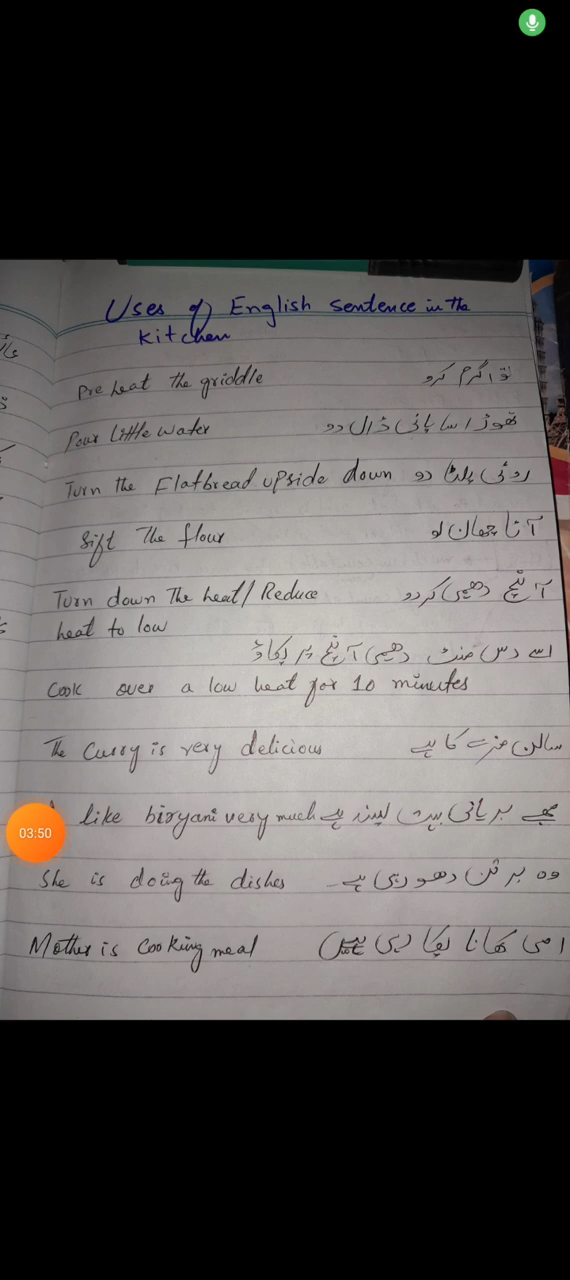 Uses of English Sentence in the
Kitchen
Pre heat the griddle توا گرم کرو
Pour little water تھوڑا سا پانی ڈال دو
Turn the Flatbread upside down روٹی پلٹا دو
Sift The flour آٹا چھان لو
Turn down The heat/ Reduce آنچ دھیمی کر دو
heat to low
اسے دس منٹ دھیمی آنچ پر پکاؤ
Cook over a low heat for 10 minutes
The Curry is very delicious سالن مزے کا ہے
like biryani very much مجھے بریانی بہت پسند ہے
03:50
She is doing the dishes وہ برتن دھو رہی ہے
Mother is Cooking meal امی کھانا پکا رہی ہیں